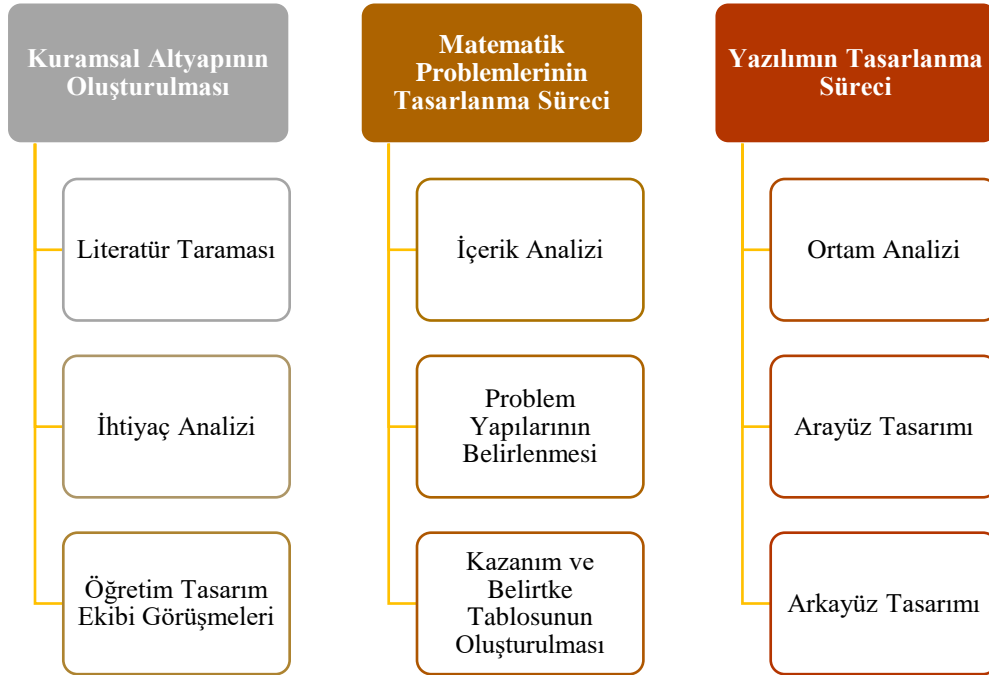 Kuramsal Altyapının
Oluşturulması
Literatür Taraması
İhtiyaç Analizi
Öğretim Tasarım
Ekibi Görüşmeleri
Matematik
Problemlerinin
Tasarlanma Süreci
İçerik Analizi
Problem
Yapılarının
Belirlenmesi
Kazanım ve
Belirtke
Tablosunun
Oluşturulması
Yazılımın Tasarlanma
Süreci
Ortam Analizi
Arayüz Tasarımı
Arkayüz Tasarımı